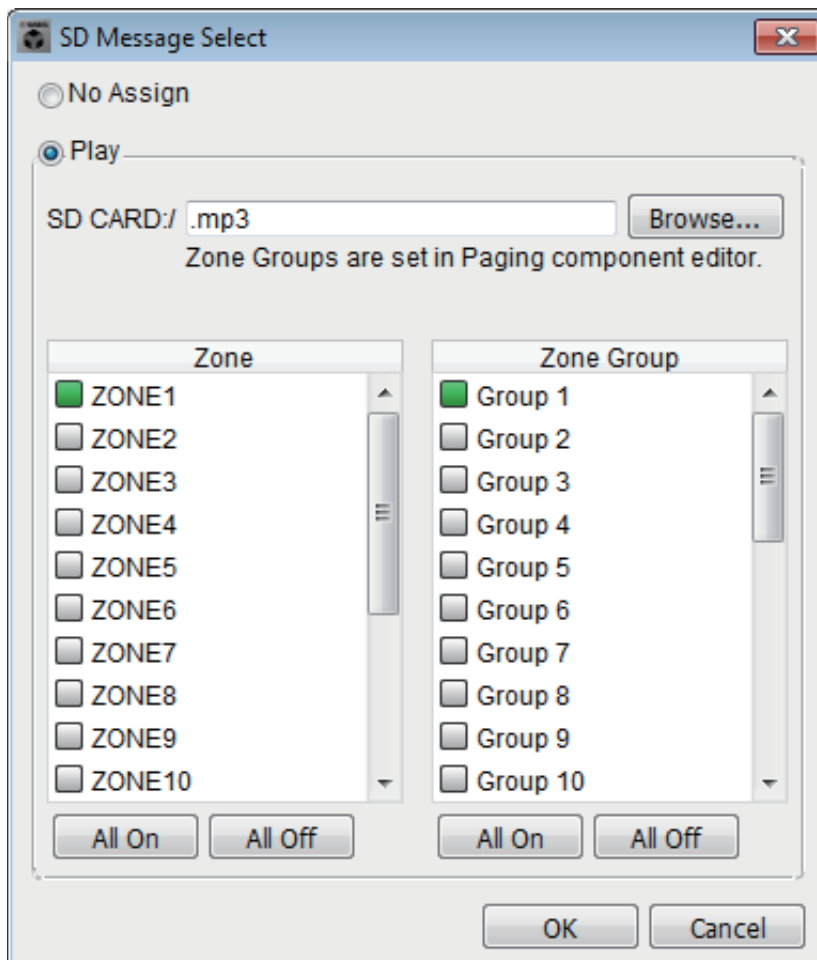 SD Message Select
No Assign
Play
SD CARD:/ .mp3 Browse...
Zone Groups are set in Paging component editor.
Zone Zone Group
ZONE1 Group 1
ZONE2 Group 2
ZONE3 Group 3
ZONE4 Group 4
ZONE5 Group 5
ZONE6 Group 6
ZONE7 Group 7
ZONE8 Group 8
ZONE9 Group 9
ZONE10 Group 10
All On All Off All On All Off
OK Cancel